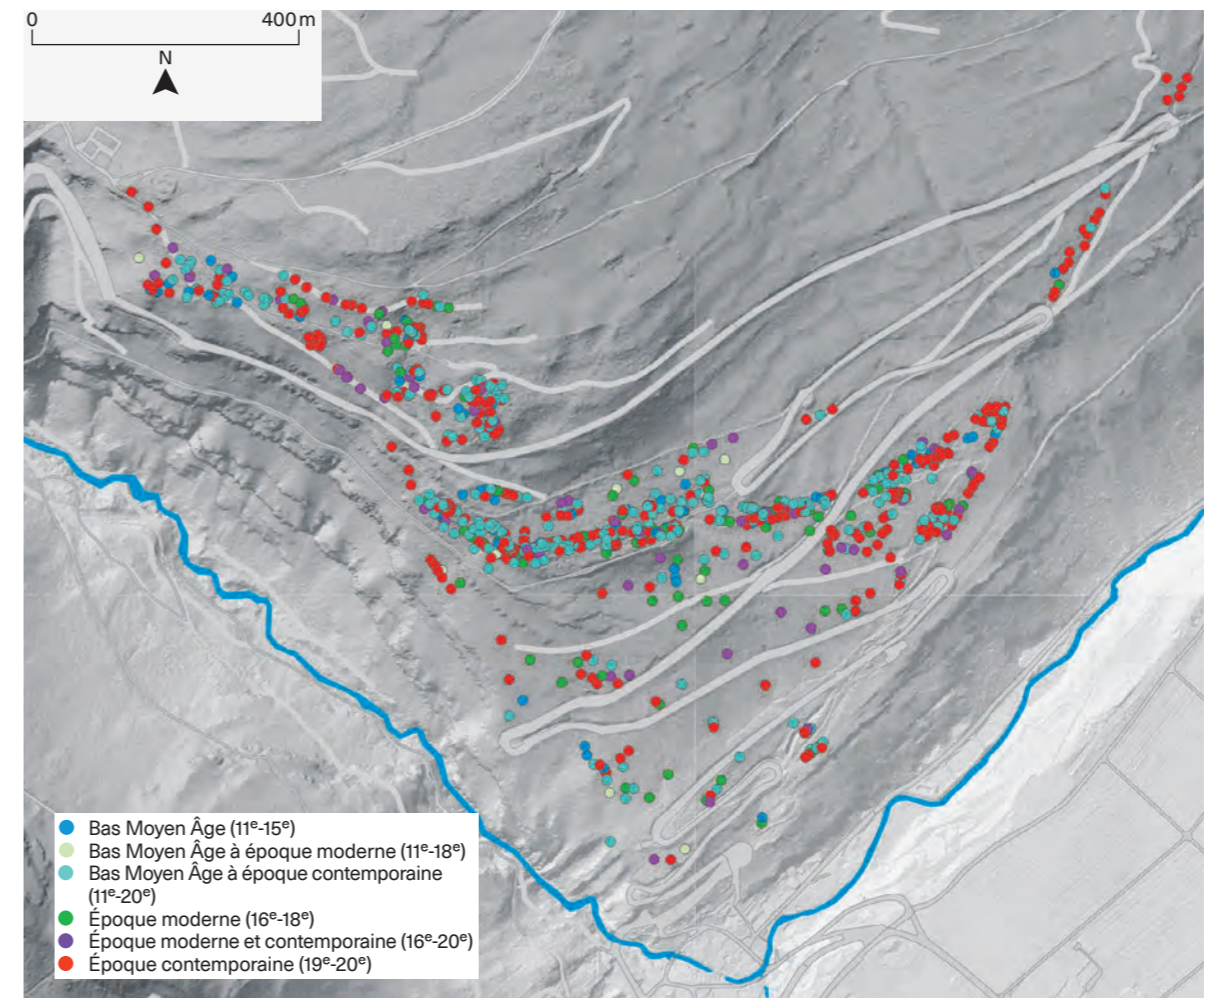 0 400 m
N
Bas Moyen Âge (11e-15e)
Bas Moyen Âge à époque moderne (11e-18e)
Bas Moyen Âge à époque contemporaine
(11e-20e)
Époque moderne (16e-18e)
Époque moderne et contemporaine (16e-20e)
Époque contemporaine (19e-20e)